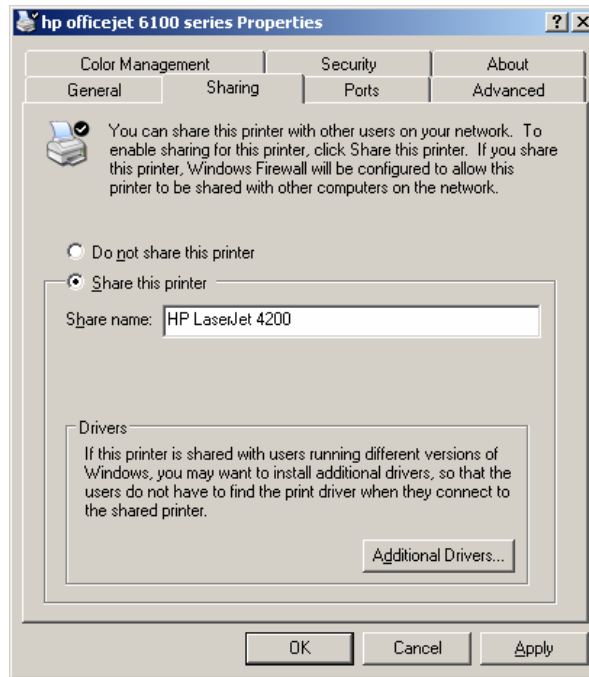 hp officejet 6100 series Properties
Color Management Security About
General Sharing Ports Advanced
You can share this printer with other users on your network. To
enable sharing for this printer, click Share this printer. If you share
this printer, Windows Firewall will be configured to allow this
printer to be shared with other computers on the network.
Do not share this printer
Share this printer
Share name: HP LaserJet 4200
Drivers
If this printer is shared with users running different versions of
Windows, you may want to install additional drivers, so that the
users do not have to find the print driver when they connect to
the shared printer.
Additional Drivers...
OK Cancel Apply